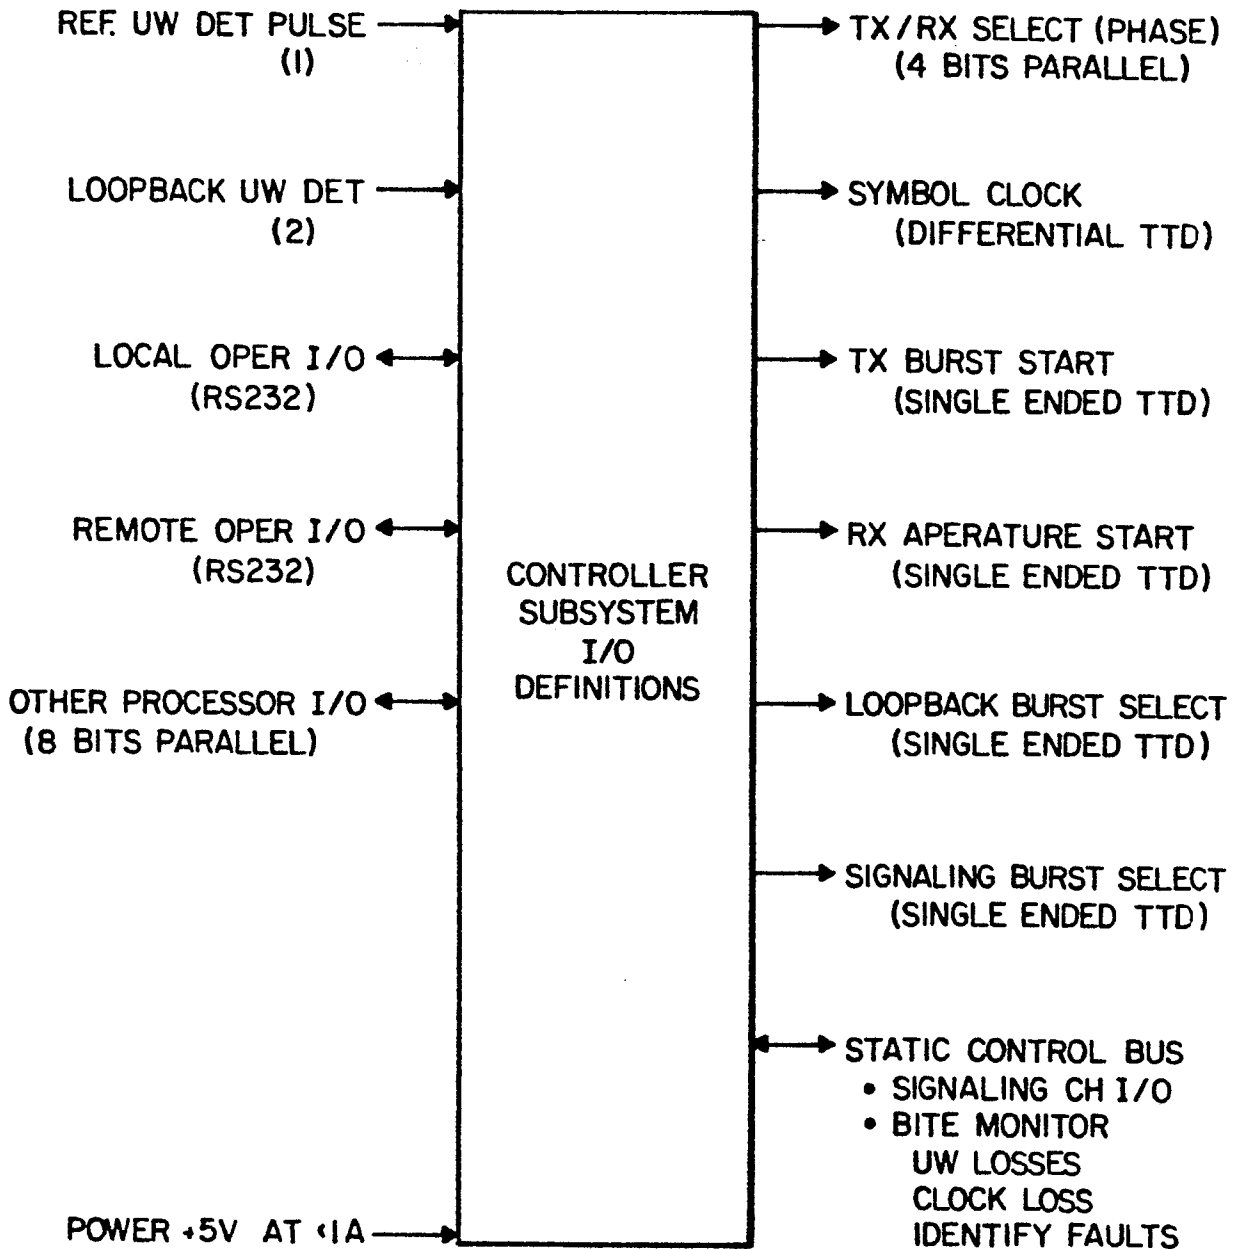 REF. UW DET PULSE
(1)
LOOPBACK UW DET
(2)
LOCAL OPER I/O
(RS232)
REMOTE OPER I/O
(RS232)
OTHER PROCESSOR I/O
(8 BITS PARALLEL)
POWER +5V AT <1A
CONTROLLER
SUBSYSTEM
I/O
DEFINITIONS
TX/RX SELECT (PHASE)
(4 BITS PARALLEL)
SYMBOL CLOCK
(DIFFERENTIAL TTD)
TX BURST START
(SINGLE ENDED TTD)
RX APERATURE START
(SINGLE ENDED TTD)
LOOPBACK BURST SELECT
(SINGLE ENDED TTD)
SIGNALING BURST SELECT
(SINGLE ENDED TTD)
STATIC CONTROL BUS
• SIGNALING CH I/O
• BITE MONITOR
UW LOSSES
CLOCK LOSS
IDENTIFY FAULTS